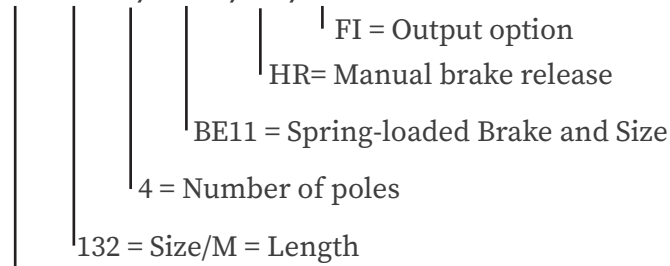 FI = Output option
HR= Manual brake release
BE11 = Spring-loaded Brake and Size
4 = Number of poles
132 = Size/M = Length